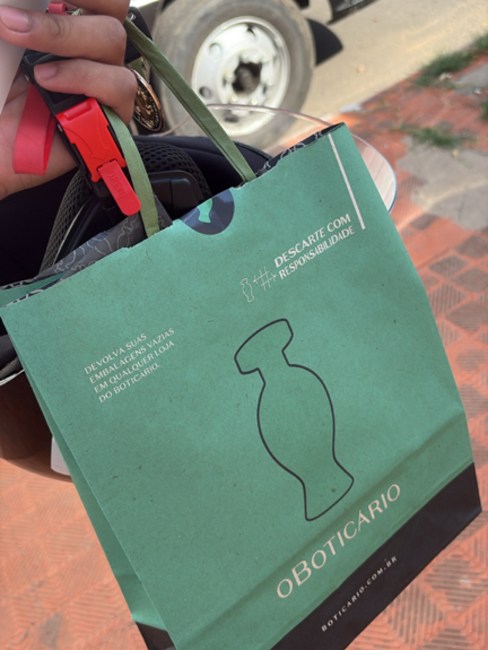 DESCARTE COM
RESPONSABILIDADE
DEVOLVA SUAS
EMBALAGENS VAZIAS
EM QUALQUER LOJA
DO BOTICÁRIO.
OBOTICÁRIO
BOTICARIO.COM.BR